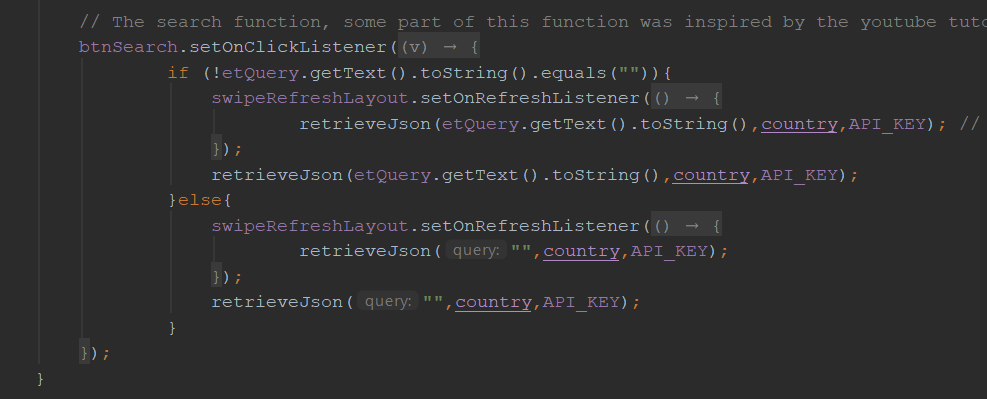 // The search function, some part of this function was inspired by the youtube
btnSearch.setOnClickListener((v) → {
if (!etQuery.getText().toString().equals("")){
swipeRefreshLayout.setOnRefreshListener(() → {
retrieveJson(etQuery.getText().toString(),country,API_KEY); //
});
retrieveJson(etQuery.getText().toString(),country,API_KEY);
}else{
swipeRefreshLayout.setOnRefreshListener(() → {
retrieveJson( query: "",country,API_KEY);
});
retrieveJson( query: "",country,API_KEY);
}
});
}